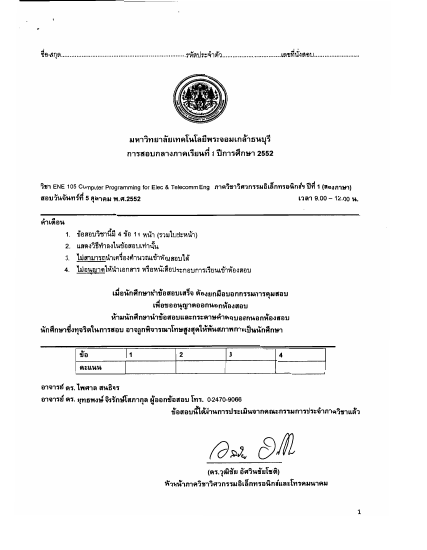 ชื่อ-สกุล..............................................................รหัสประจำตัว..............................เลขที่นั่งสอบ.......................
มหาวิทยาลัยเทคโนโลยีพระจอมเกล้าธนบุรี
การสอบกลางภาคเรียนที่ 1 ปีการศึกษา 2552
วิชา ENE 105 Computer Programming for Elec & Telecomm Eng ภาควิชาวิศวกรรมอิเล็กทรอนิกส์ฯ ปีที่ 1 (สองภาษา)
สอบวันจันทร์ที่ 5 ตุลาคม พ.ศ.2552 เวลา 9.00 – 12.00 น.
คำเตือน
1. ข้อสอบวิชานี้มี 4 ข้อ 11 หน้า (รวมใบปะหน้า)
2. แสดงวิธีทำลงในข้อสอบเท่านั้น
3. ไม่สามารถนำเครื่องคำนวณเข้าห้องสอบได้
4. ไม่อนุญาตให้นำเอกสาร หรือหนังสือประกอบการเรียนเข้าห้องสอบ
เมื่อนักศึกษาทำข้อสอบเสร็จ ต้องยกมือบอกกรรมการคุมสอบ
เพื่อขออนุญาตออกนอกห้องสอบ
ห้ามนักศึกษานำข้อสอบและกระดาษคำตอบออกนอกห้องสอบ
นักศึกษาซึ่งทุจริตในการสอบ อาจถูกพิจารณาโทษสูงสุดให้พ้นสภาพการเป็นนักศึกษา
ข้อ 1 2 3 4
คะแนน
อาจารย์ ดร. ไพศาล สนธิจร
อาจารย์ ดร. ยุทธพงษ์ จิรรักษ์โสภากุล ผู้ออกข้อสอบ โทร. 0-2470-9066
ข้อสอบนี้ได้ผ่านการประเมินจากคณะกรรมการประจำภาควิชาแล้ว
(ดร.วุฒิชัย อัศวินชัยโชติ)
หัวหน้าภาควิชาวิศวกรรมอิเล็กทรอนิกส์และโทรคมนาคม
1